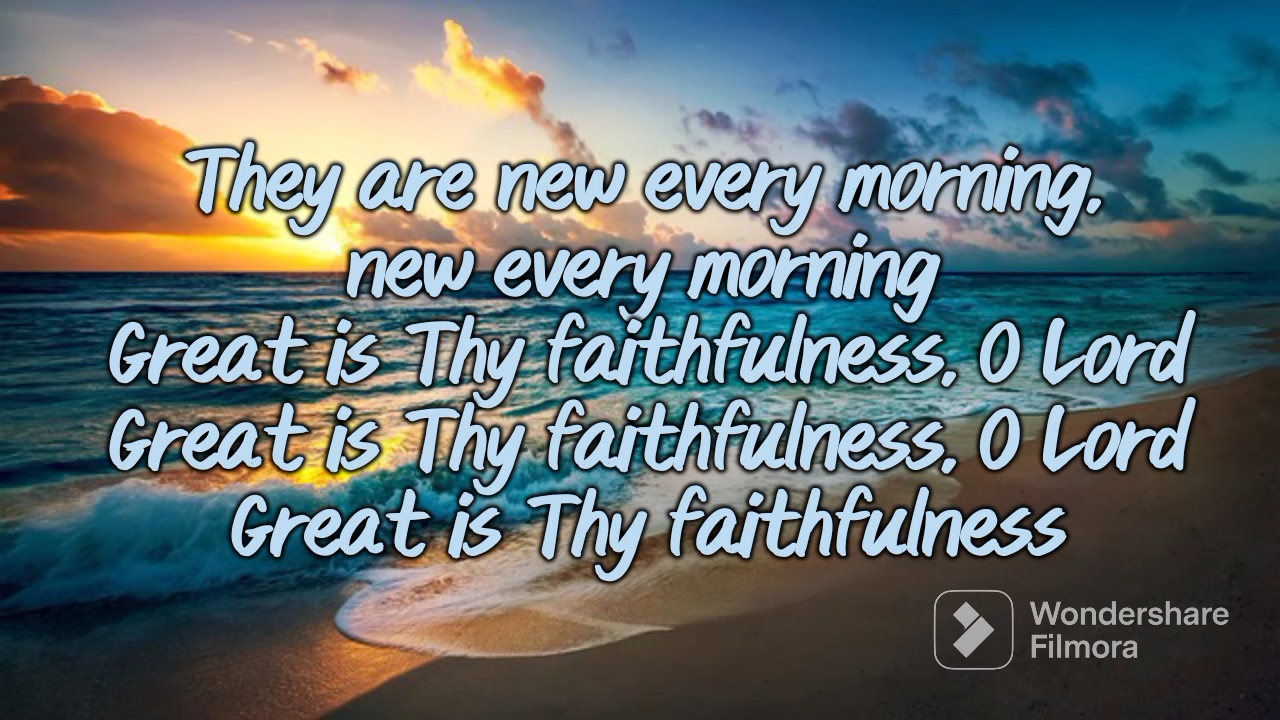 They are new every morning,
new every morning
Great is Thy faithfulness, O Lord
Great is Thy faithfulness, O Lord
Great is Thy faithfulness
Wondershare
Filmora